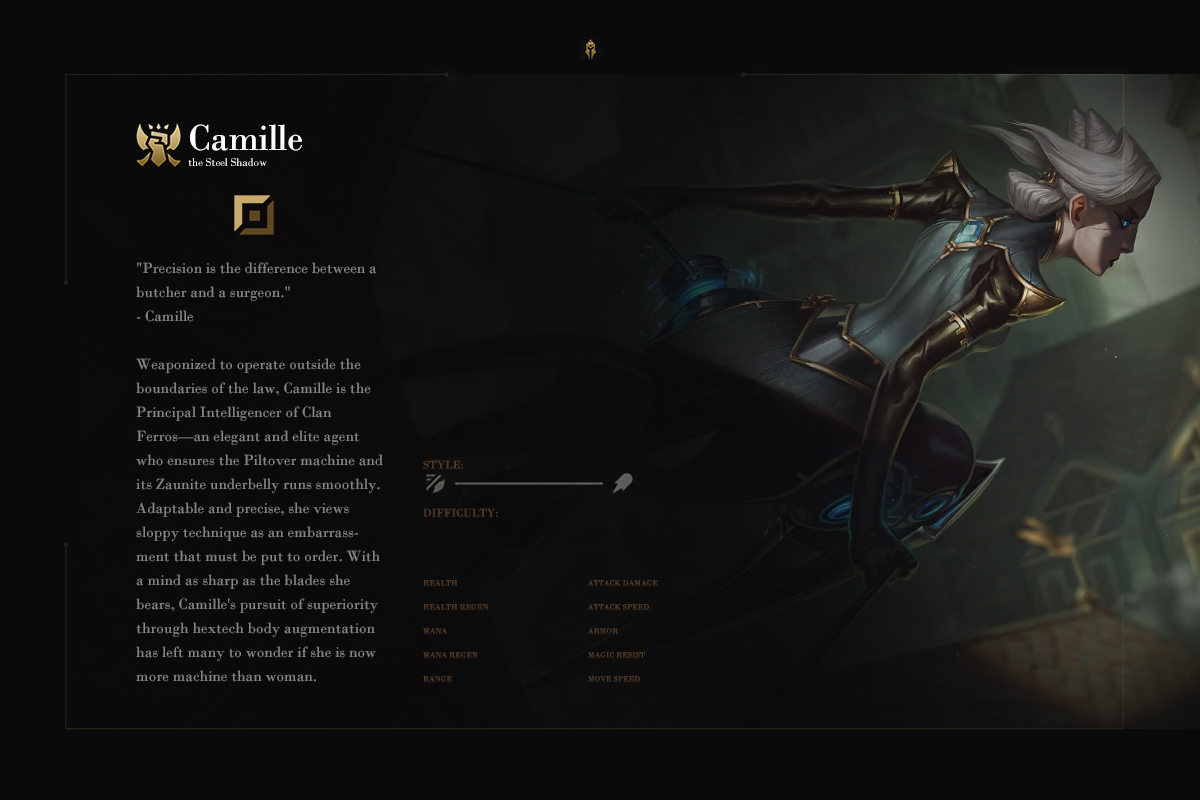 Camille
the Steel Shadow
"Precision is the difference between a
butcher and a surgeon."
- Camille
Weaponized to operate outside the
boundaries of the law, Camille is the
Principal Intelligencer of Clan
Ferros—an elegant and elite agent
who ensures the Piltover machine and
its Zaunite underbelly runs smoothly.
Adaptable and precise, she views
sloppy technique as an embarrass-
ment that must be put to order. With
a mind as sharp as the blades she
bears, Camille's pursuit of superiority
through hextech body augmentation
has left many to wonder if she is now
more machine than woman.
STYLE:
DIFFICULTY:
HEALTH
HEALTH REGEN
MANA
MANA REGEN
RANGE
ATTACK DAMAGE
ATTACK SPEED
ARMOR
MAGIC RESIST
MOVE SPEED